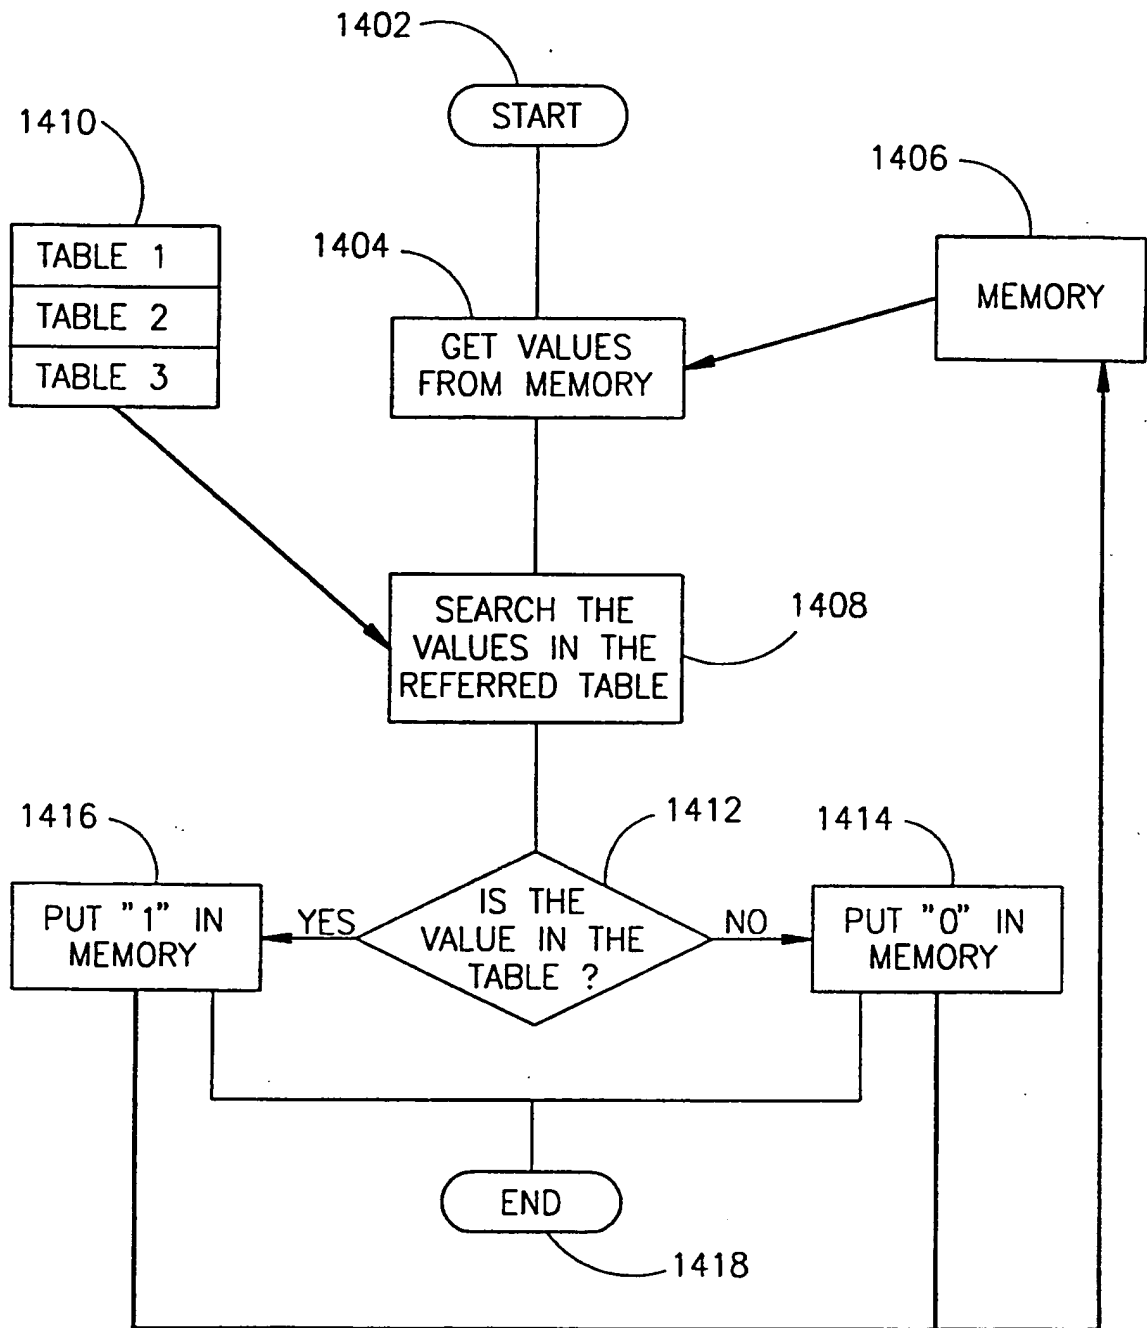 1402
START
1410
1406
TABLE 1
TABLE 2
TABLE 3
1404
MEMORY
GET VALUES
FROM MEMORY
SEARCH THE
VALUES IN THE
REFERRED TABLE
1408
1416
1412
1414
PUT "1" IN
MEMORY
YES
IS THE
VALUE IN THE
TABLE ?
NO
PUT "0" IN
MEMORY
END
1418